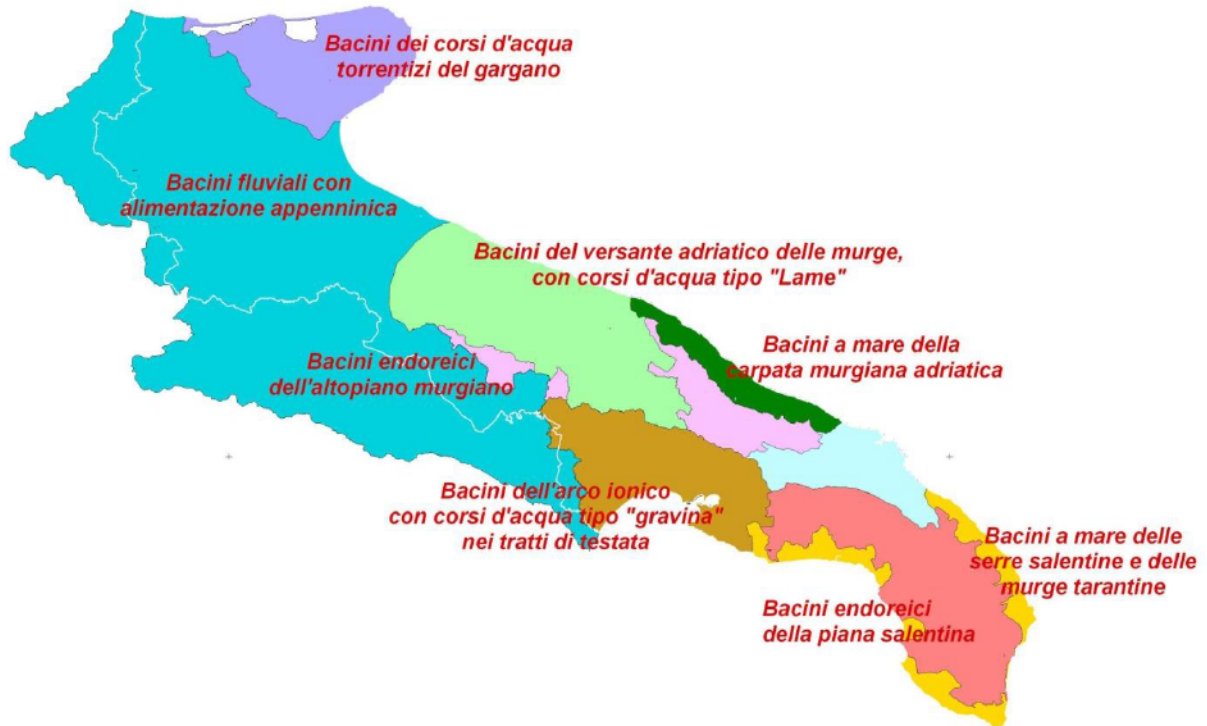 Bacini dei corsi d'acqua
torrentizi del gargano
Bacini fluviali con
alimentazione appenninica
Bacini del versante adriatico delle murge,
con corsi d'acqua tipo "Lame"
Bacini a mare della
carpata murgiana adriatica
Bacini endoreici
dell'altopiano murgiano
Bacini dell'arco ionico
con corsi d'acqua tipo "gravina"
nei tratti di testata
Bacini a mare delle
serre salentine e delle
murge tarantine
Bacini endoreici
della piana salentina